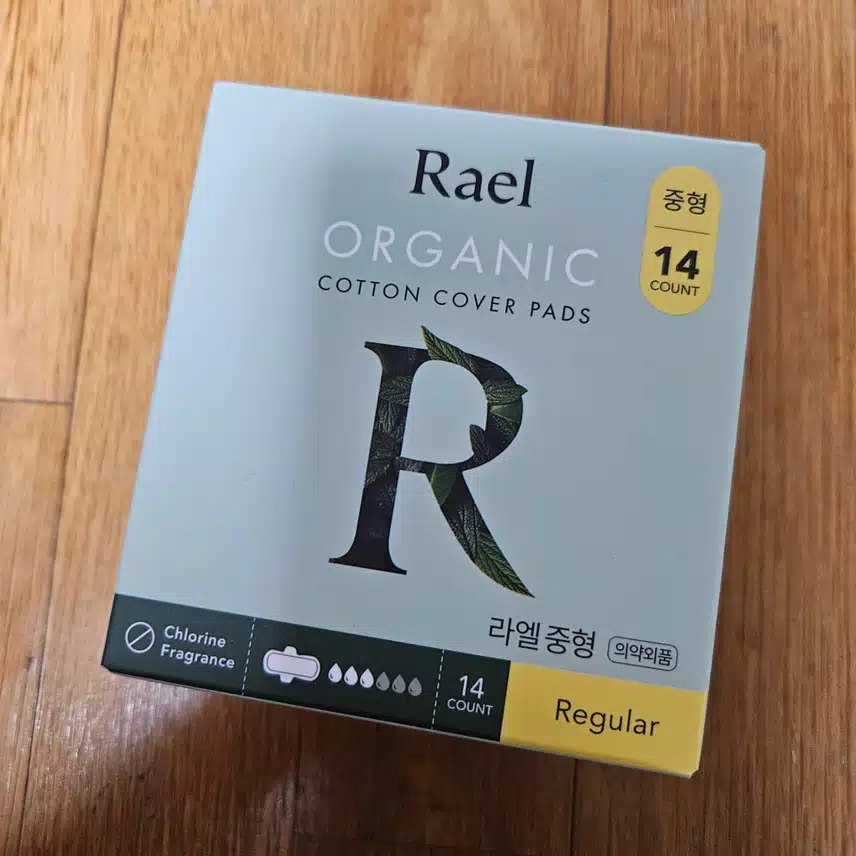 Rael
ORGANIC
COTTON COVER PADS
중형
14
COUNT
R
라엘 중형
의약외품
Chlorine
Fragrance
14
COUNT
Regular